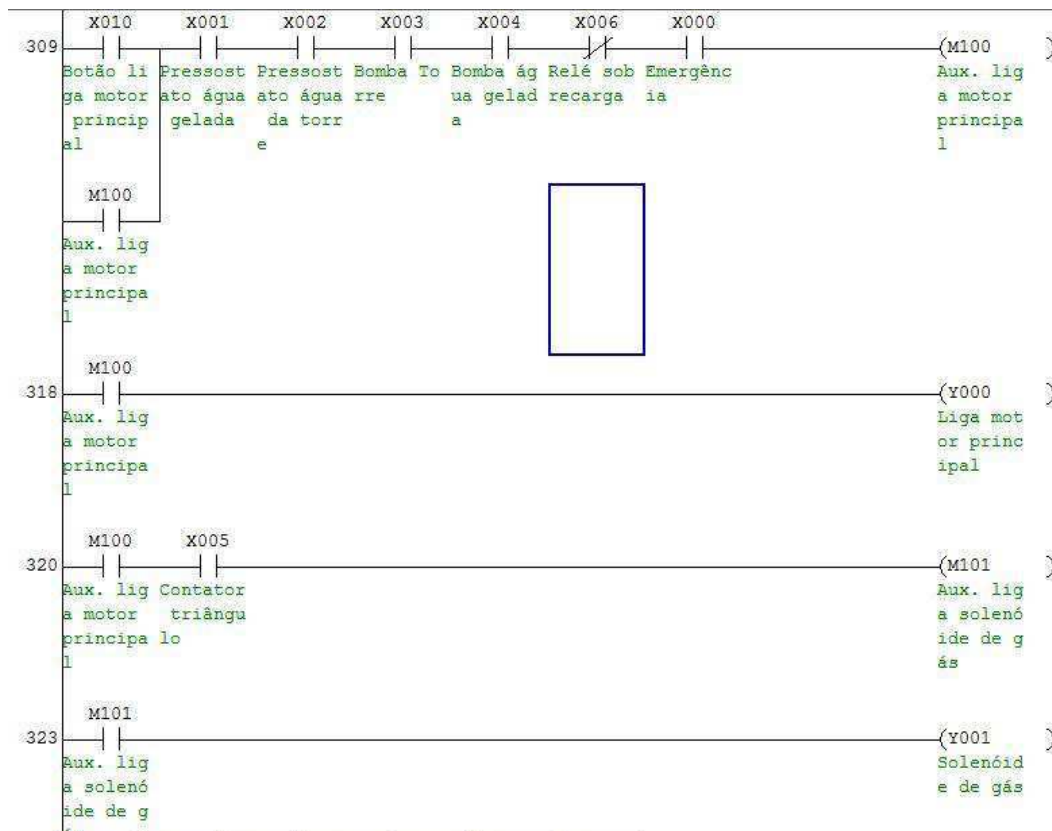 X010 X001 X002 X003 X004 X006 X000
309 (M100 )
Botão li Pressost Pressost Bomba To Bomba ág Relé sob Emergênc Aux. lig
ga motor ato água ato água rre ua gelad recarga ia a motor
princip gelada da torr a principa
al e l
M100
Aux. lig
a motor
principa
l
M100
318 (Y000 )
Aux. lig Liga mot
a motor or princ
principa ipal
l
M100 X005
320 (M101 )
Aux. lig Contator Aux. lig
a motor triângu a solenó
principa lo ide de g
l ás
M101
323 (Y001 )
Aux. lig Solenóid
a solenó e de gás
ide de g